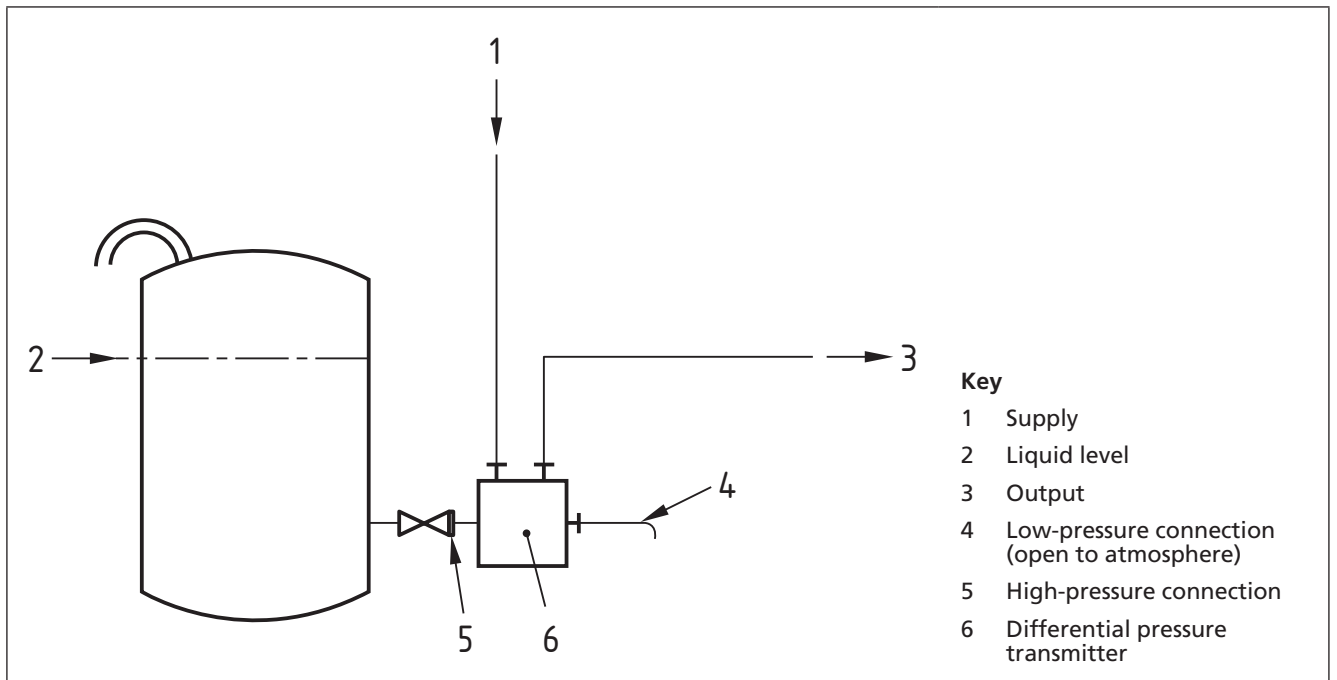 1
2
3
4
5
6
Key
1 Supply
2 Liquid level
3 Output
4 Low-pressure connection
(open to atmosphere)
5 High-pressure connection
6 Differential pressure
transmitter